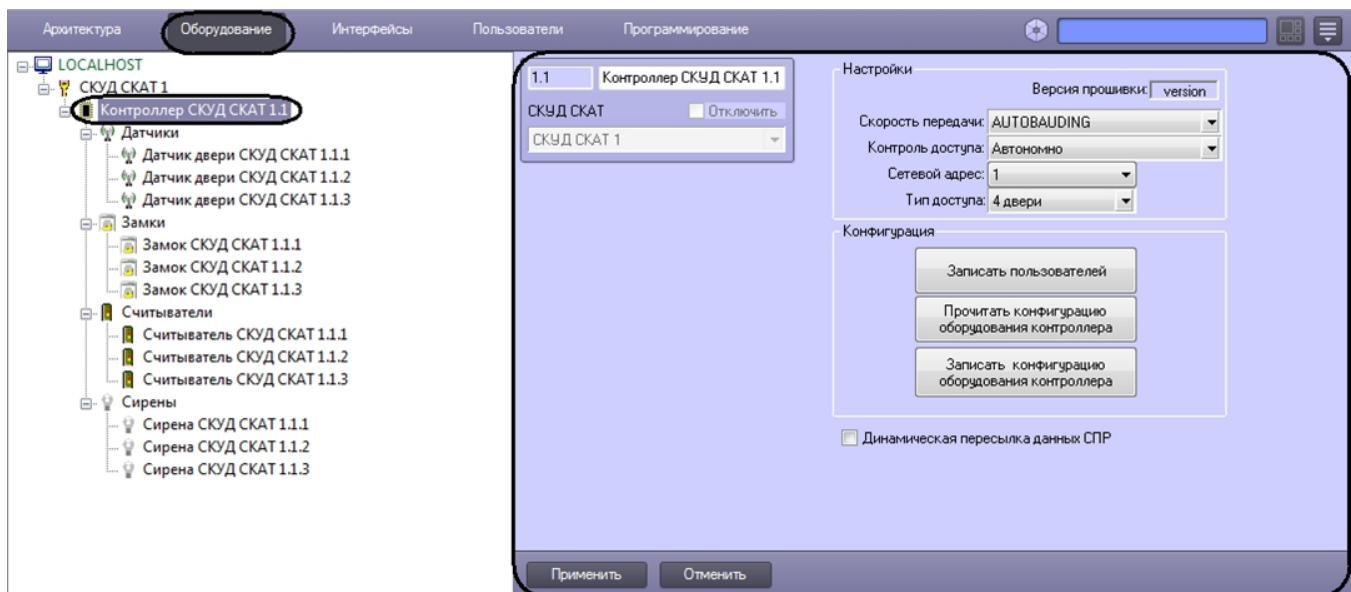 Архитектура Оборудование Интерфейсы Пользователи Программирование
LOCALHOST
СКУД СКАТ 1
Контроллер СКУД СКАТ 1.1
Датчики
Датчик двери СКУД СКАТ 1.1.1
Датчик двери СКУД СКАТ 1.1.2
Датчик двери СКУД СКАТ 1.1.3
Замки
Замок СКУД СКАТ 1.1.1
Замок СКУД СКАТ 1.1.2
Замок СКУД СКАТ 1.1.3
Считыватели
Считыватель СКУД СКАТ 1.1.1
Считыватель СКУД СКАТ 1.1.2
Считыватель СКУД СКАТ 1.1.3
Сирены
Сирена СКУД СКАТ 1.1.1
Сирена СКУД СКАТ 1.1.2
Сирена СКУД СКАТ 1.1.3
1.1 Контроллер СКУД СКАТ 1.1
СКУД СКАТ Отключить
СКУД СКАТ 1
Настройки
Версия прошивки: version
Скорость передачи: AUTOBAUDING
Контроль доступа: Автономно
Сетевой адрес: 1
Тип доступа: 4 двери
Конфигурация
Записать пользователей
Прочитать конфигурацию
оборудования контроллера
Записать конфигурацию
оборудования контроллера
Динамическая пересылка данных СПР
Применить Отменить